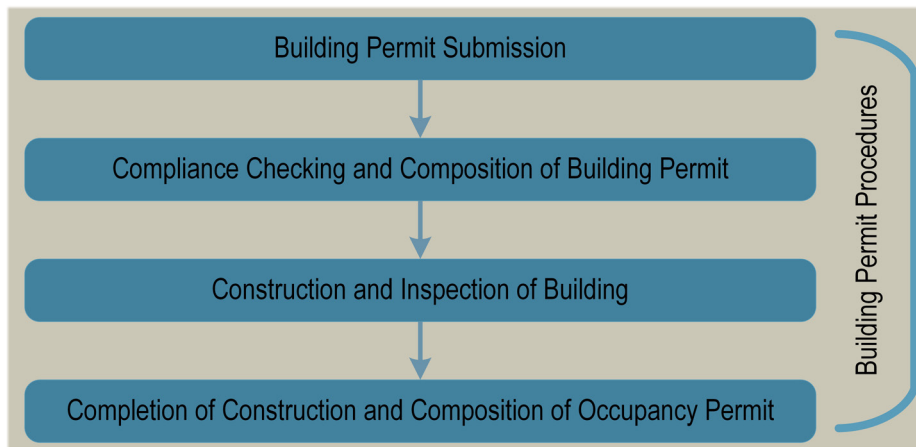 Building Permit Submission
Compliance Checking and Composition of Building Permit
Construction and Inspection of Building
Completion of Construction and Composition of Occupancy Permit
Building Permit Procedures